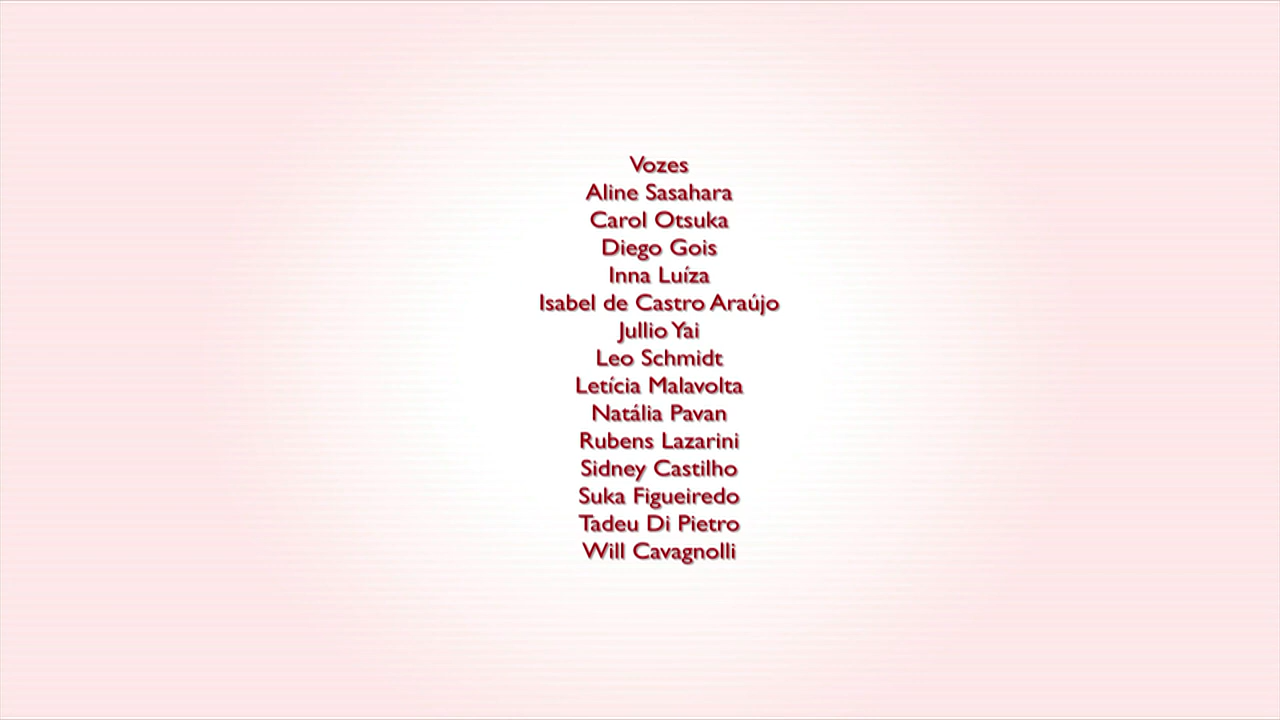 Vozes
Aline Sasahara
Carol Otsuka
Diego Gois
Inna Luíza
Isabel de Castro Araújo
Jullio Yai
Leo Schmidt
Letícia Malavolta
Natália Pavan
Rubens Lazarini
Sidney Castilho
Suka Figueiredo
Tadeu Di Pietro
Will Cavagnolli